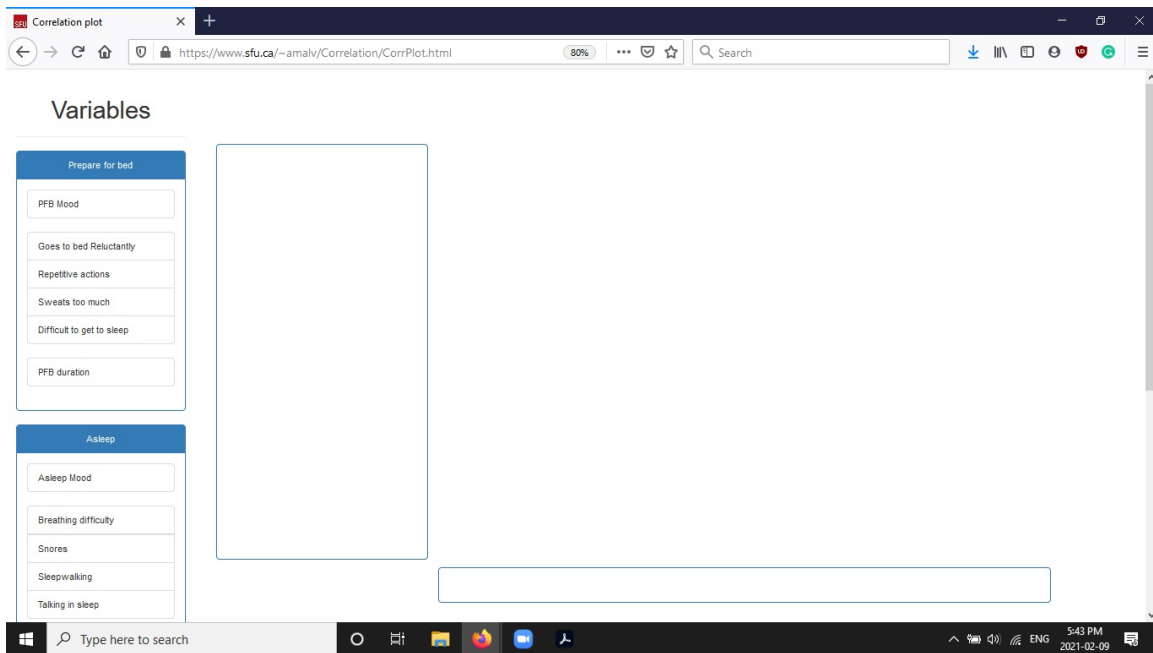 SFU Correlation plot
https://www.sfu.ca/~amalv/Correlation/CorrPlot.html
80%
Search
Variables
Prepare for bed
PFB Mood
Goes to bed Reluctantly
Repetitive actions
Sweats too much
Difficult to get to sleep
PFB duration
Asleep
Asleep Mood
Breathing difficulty
Snores
Sleepwalking
Talking in sleep
Type here to search
ENG
5:43 PM
2021-02-09